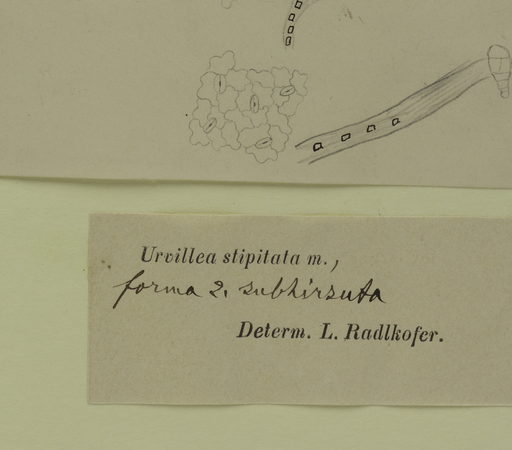 Urvillea stipitata m.,
forma 2. subhirsuta
Determ. L. Radlkofer.